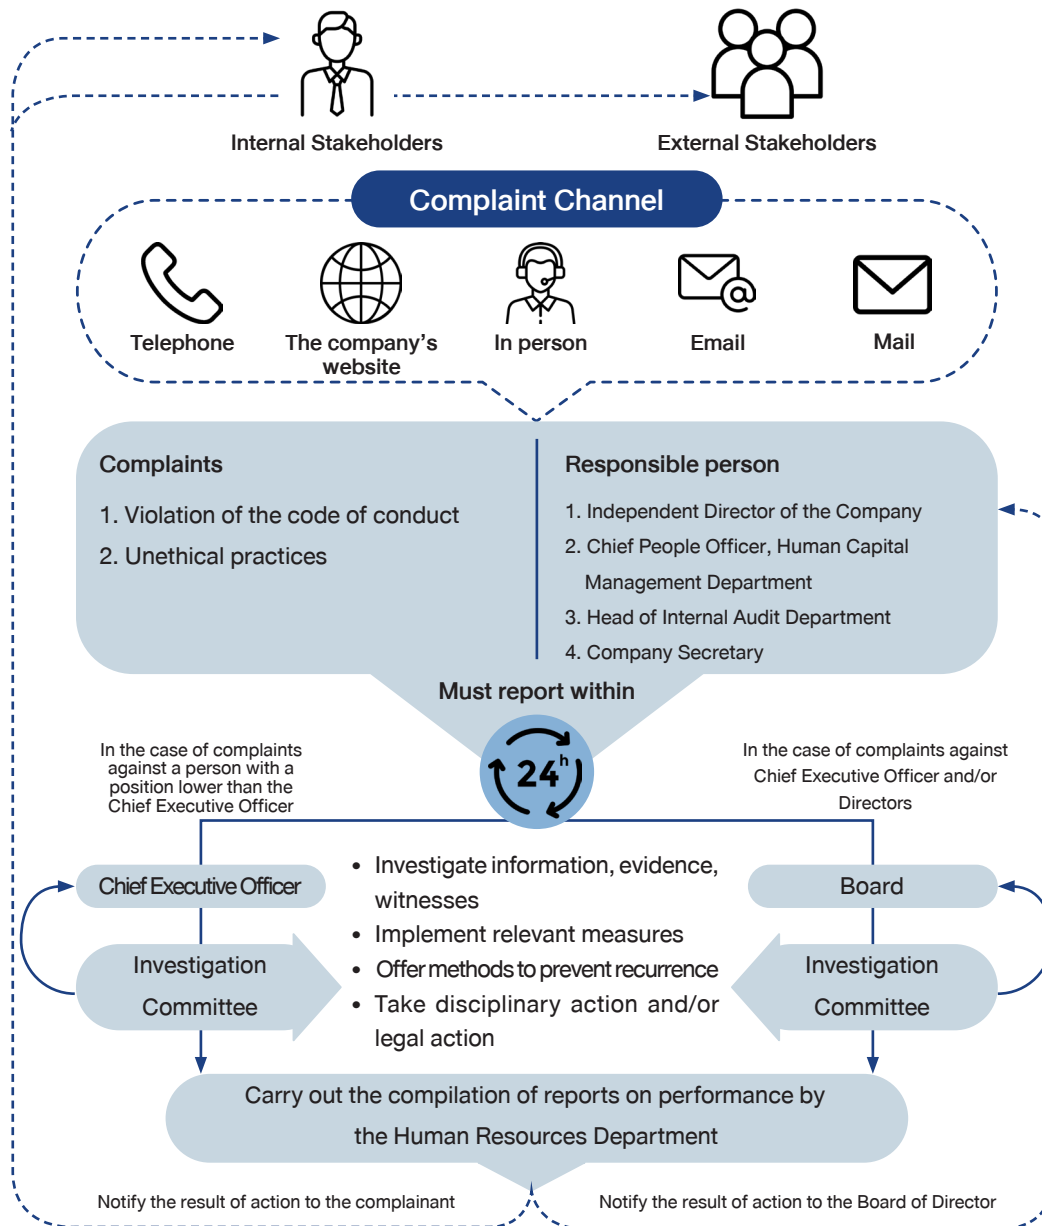 Internal Stakeholders
External Stakeholders
Complaint Channel
Telephone
The company's
website
In person
Email
Mail
Complaints
1. Violation of the code of conduct
2. Unethical practices
Responsible person
1. Independent Director of the Company
2. Chief People Officer, Human Capital
Management Department
3. Head of Internal Audit Department
4. Company Secretary
Must report within
24h
In the case of complaints
against a person with a
position lower than the
Chief Executive Officer
In the case of complaints against
Chief Executive Officer and/or
Directors
Chief Executive Officer
Investigation
Committee
• Investigate information, evidence,
witnesses
• Implement relevant measures
• Offer methods to prevent recurrence
• Take disciplinary action and/or
legal action
Board
Investigation
Committee
Carry out the compilation of reports on performance by
the Human Resources Department
Notify the result of action to the complainant
Notify the result of action to the Board of Director